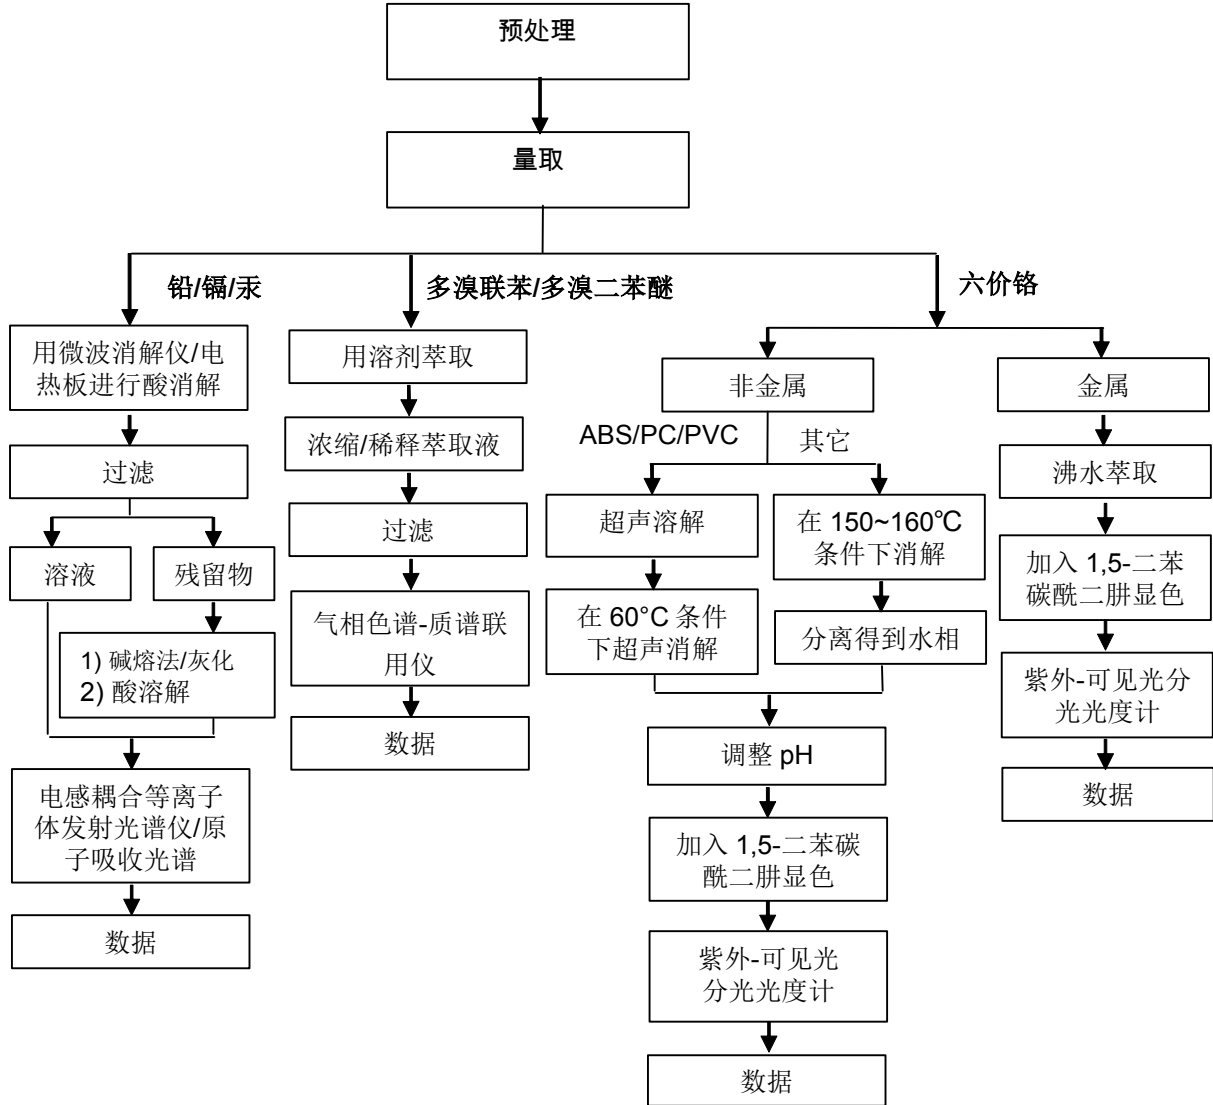 预处理
量取
铅/镉/汞
多溴联苯/多溴二苯醚
六价铬
用微波消解仪/电
热板进行酸消解
过滤
溶液
残留物
1) 碱熔法/灰化
2) 酸溶解
电感耦合等离子
体发射光谱仪/原
子吸收光谱
数据
用溶剂萃取
浓缩/稀释萃取液
过滤
气相色谱-质谱联
用仪
数据
非金属
ABS/PC/PVC
其它
超声溶解
在 60°C 条件
下超声消解
在 150~160℃
条件下消解
分离得到水相
调整 pH
加入 1,5-二苯碳
酰二肼显色
紫外-可见光
分光光度计
数据
金属
沸水萃取
加入 1,5-二苯
碳酰二肼显色
紫外-可见光分
光光度计
数据